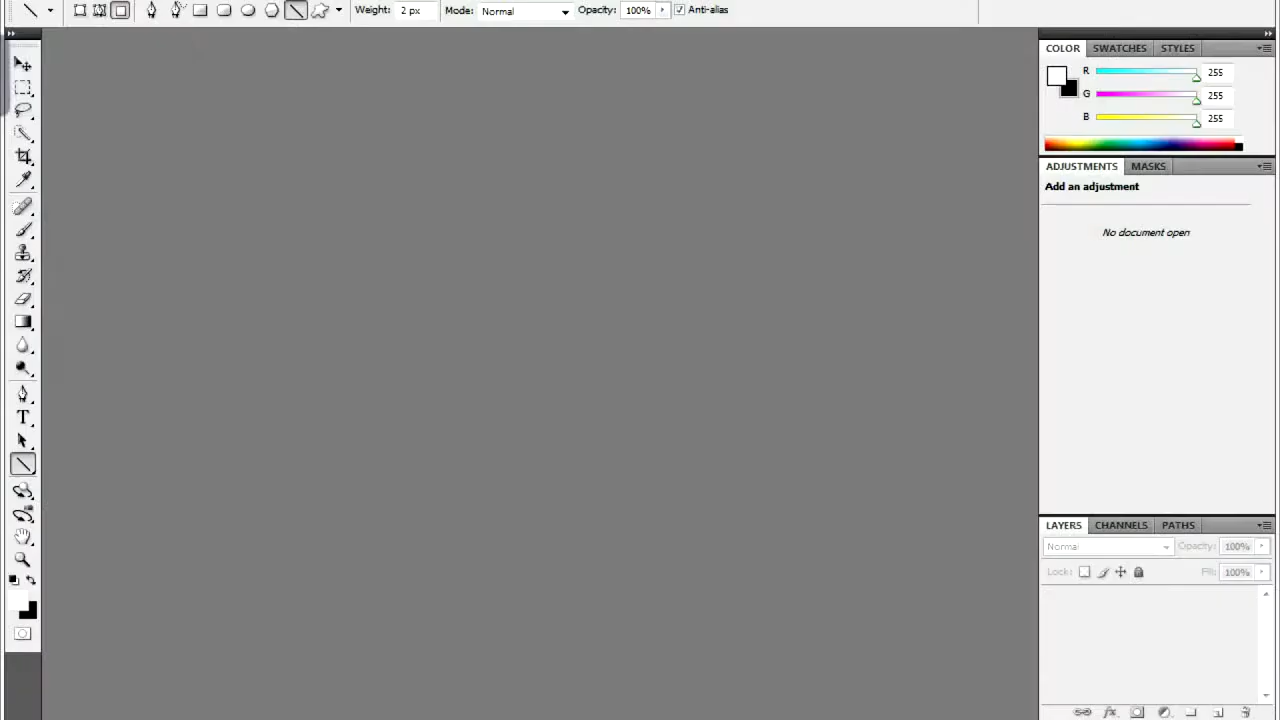 Weight: 2 px Mode: Normal Opacity: 100% Anti-alias
COLOR SWATCHES STYLES
R 255
G 255
B 255
ADJUSTMENTS MASKS
Add an adjustment
No document open
T
LAYERS CHANNELS PATHS
Normal Opacity: 100%
Lock: Fill: 100%
fx